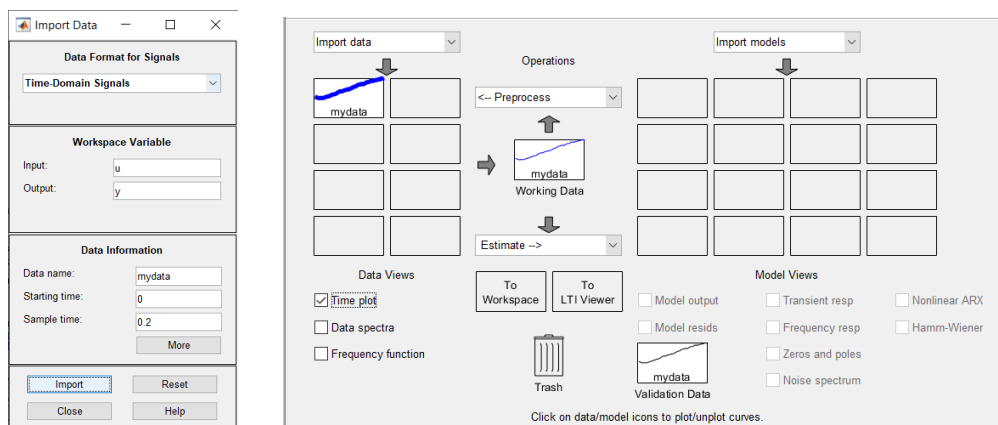 Import Data
Data Format for Signals
Time-Domain Signals
Workspace Variable
Input:
u
Output:
y
Data Information
Data name:
mydata
Starting time:
0
Sample time:
0.2
More
Import
Reset
Close
Help
Import data
Import models
Operations
mydata
<-- Preprocess
mydata
Working Data
Estimate -->
Data Views
Time plot
Data spectra
Frequency function
To
Workspace
To
LTI Viewer
Trash
Model Views
Model output
Transient resp
Nonlinear ARX
Model resids
Frequency resp
Hamm-Wiener
Zeros and poles
Noise spectrum
mydata
Validation Data
Click on data/model icons to plot/unplot curves.